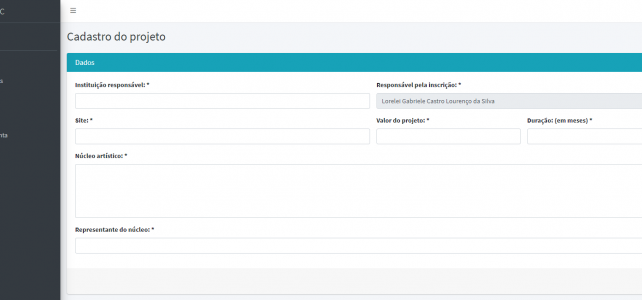 C
Cadastro do projeto
Dados
Instituição responsável: *
Responsável pela inscrição: *
Lorelei Gabriele Castro Lourenço da Silva
s
Site: *
Valor do projeto: *
Duração: (em meses) *
nta
Núcleo artístico: *
Representante do núcleo: *